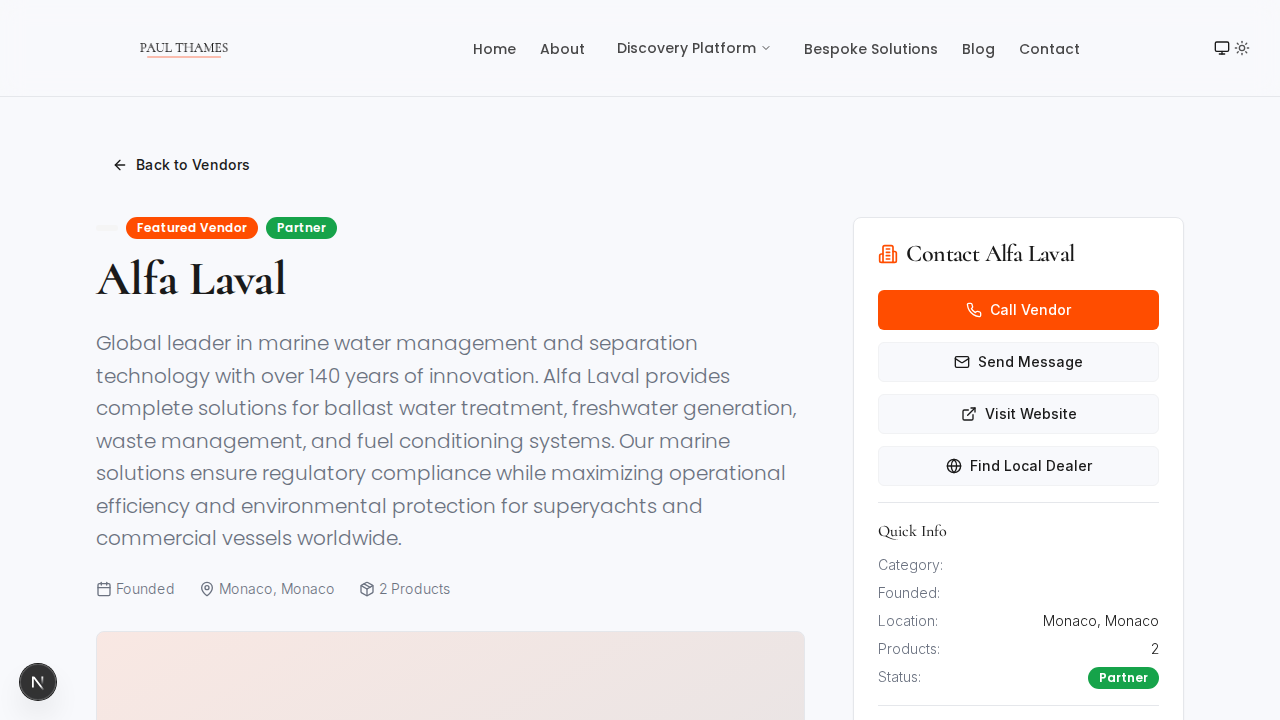 PAUL THAMES
Home
About
Discovery Platform
Bespoke Solutions
Blog
Contact
Back to Vendors
Featured Vendor
Partner
Alfa Laval
Global leader in marine water management and separation
technology with over 140 years of innovation. Alfa Laval provides
complete solutions for ballast water treatment, freshwater generation,
waste management, and fuel conditioning systems. Our marine
solutions ensure regulatory compliance while maximizing operational
efficiency and environmental protection for superyachts and
commercial vessels worldwide.
Founded
Monaco, Monaco
2 Products
Contact Alfa Laval
Call Vendor
Send Message
Visit Website
Find Local Dealer
Quick Info
Category:
Founded:
Location: Monaco, Monaco
Products: 2
Status: Partner
N